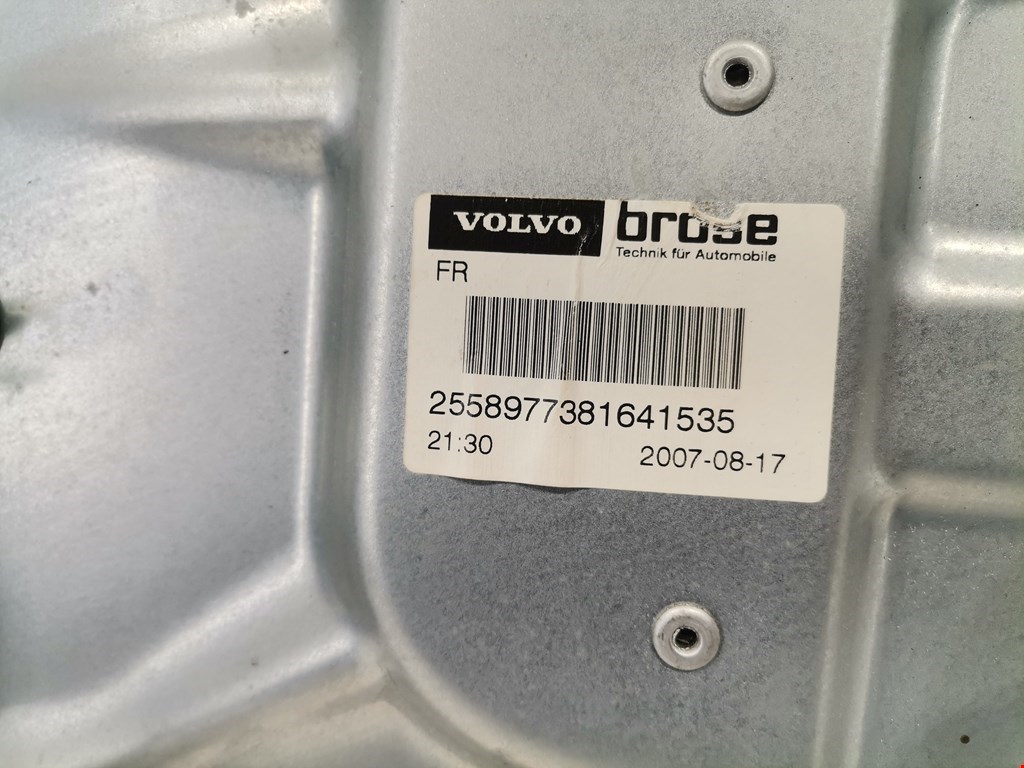 VOLVO brose
Technik für Automobile
FR
2558977381641535
21:30 2007-08-17